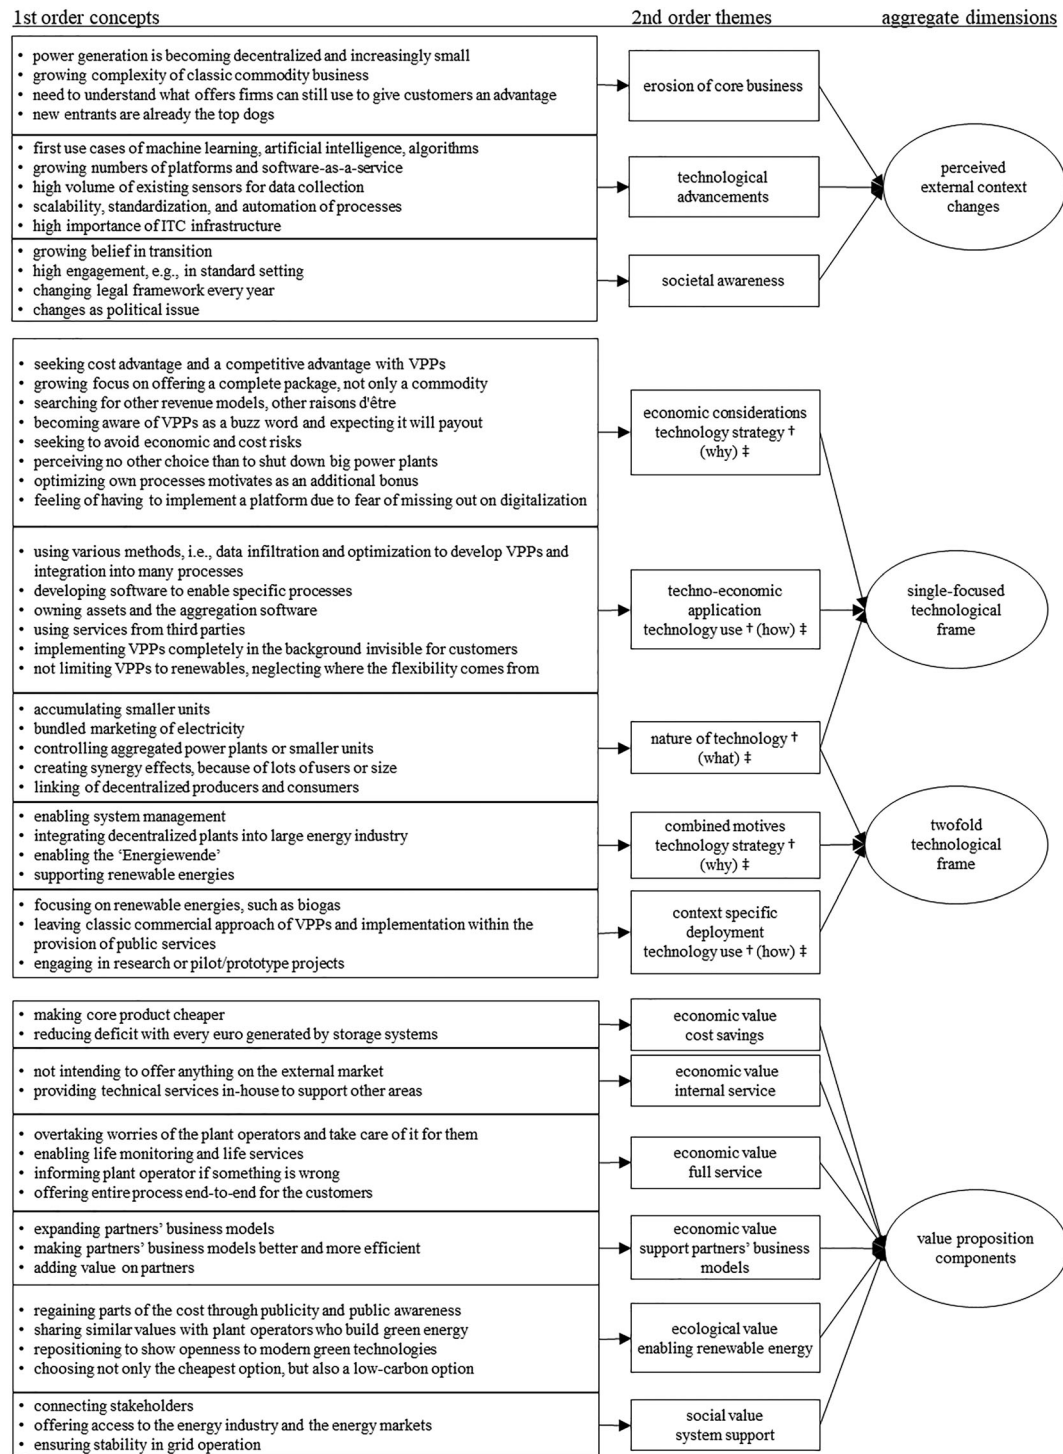 1st order concepts
2nd order themes
aggregate dimensions
• power generation is becoming decentralized and increasingly small
• growing complexity of classic commodity business
• need to understand what offers firms can still use to give customers an advantage
• new entrants are already the top dogs
erosion of core business
• first use cases of machine learning, artificial intelligence, algorithms
• growing numbers of platforms and software-as-a-service
• high volume of existing sensors for data collection
• scalability, standardization, and automation of processes
• high importance of ITC infrastructure
technological
advancements
• growing belief in transition
• high engagement, e.g., in standard setting
• changing legal framework every year
• changes as political issue
societal awareness
perceived
external context
changes
• seeking cost advantage and a competitive advantage with VPPs
• growing focus on offering a complete package, not only a commodity
• searching for other revenue models, other raisons d'être
• becoming aware of VPPs as a buzz word and expecting it will payout
• seeking to avoid economic and cost risks
• perceiving no other choice than to shut down big power plants
• optimizing own processes motivates as an additional bonus
• feeling of having to implement a platform due to fear of missing out on digitalization
economic considerations
technology strategy †
(why) ‡
• using various methods, i.e., data infiltration and optimization to develop VPPs and
integration into many processes
• developing software to enable specific processes
• owning assets and the aggregation software
• using services from third parties
• implementing VPPs completely in the background invisible for customers
• not limiting VPPs to renewables, neglecting where the flexibility comes from
techno-economic
application
technology use † (how) ‡
single-focused
technological
frame
• accumulating smaller units
• bundled marketing of electricity
• controlling aggregated power plants or smaller units
• creating synergy effects, because of lots of users or size
• linking of decentralized producers and consumers
nature of technology †
(what) ‡
• enabling system management
• integrating decentralized plants into large energy industry
• enabling the ‘Energiewende’
• supporting renewable energies
combined motives
technology strategy †
(why) ‡
twofold
technological
frame
• focusing on renewable energies, such as biogas
• leaving classic commercial approach of VPPs and implementation within the
provision of public services
• engaging in research or pilot/prototype projects
context specific
deployment
technology use † (how) ‡
• making core product cheaper
• reducing deficit with every euro generated by storage systems
economic value
cost savings
• not intending to offer anything on the external market
• providing technical services in-house to support other areas
economic value
internal service
• overtaking worries of the plant operators and take care of it for them
• enabling life monitoring and life services
• informing plant operator if something is wrong
• offering entire process end-to-end for the customers
economic value
full service
• expanding partners’ business models
• making partners’ business models better and more efficient
• adding value on partners
economic value
support partners’ business
models
value proposition
components
• regaining parts of the cost through publicity and public awareness
• sharing similar values with plant operators who build green energy
• repositioning to show openness to modern green technologies
• choosing not only the cheapest option, but also a low-carbon option
ecological value
enabling renewable energy
• connecting stakeholders
• offering access to the energy industry and the energy markets
• ensuring stability in grid operation
social value
system support